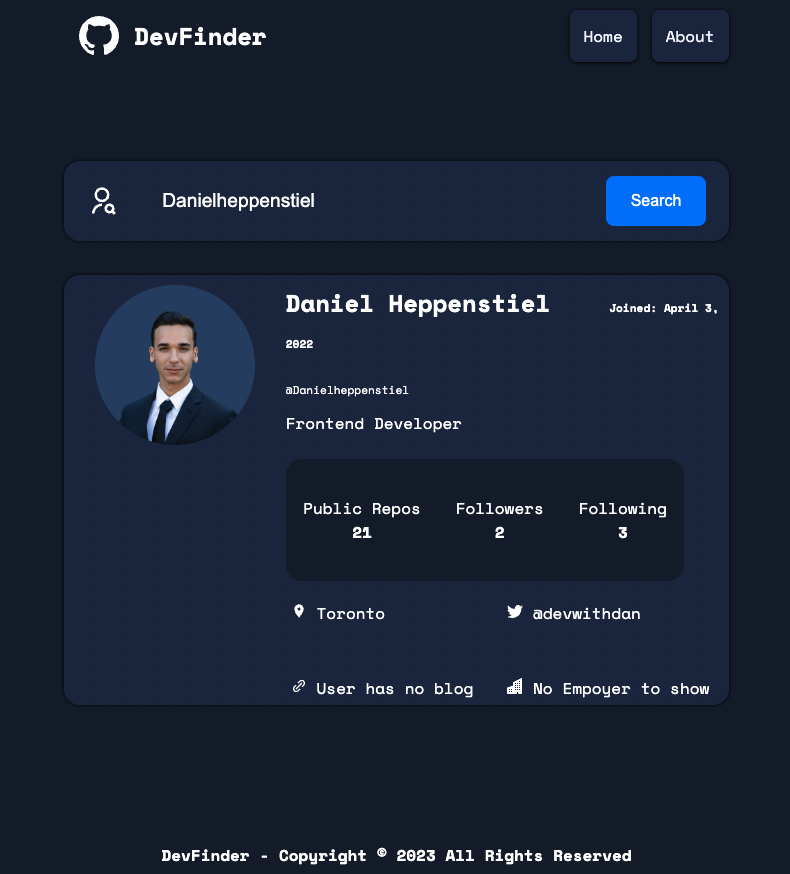 DevFinder
Home
About
Danielheppenstiel
Search
Daniel Heppenstiel
Joined: April 3,
2022
@Danielheppenstiel
Frontend Developer
Public Repos
21
Followers
2
Following
3
Toronto
@devwithdan
User has no blog
No Empoyer to show
DevFinder - Copyright © 2023 All Rights Reserved